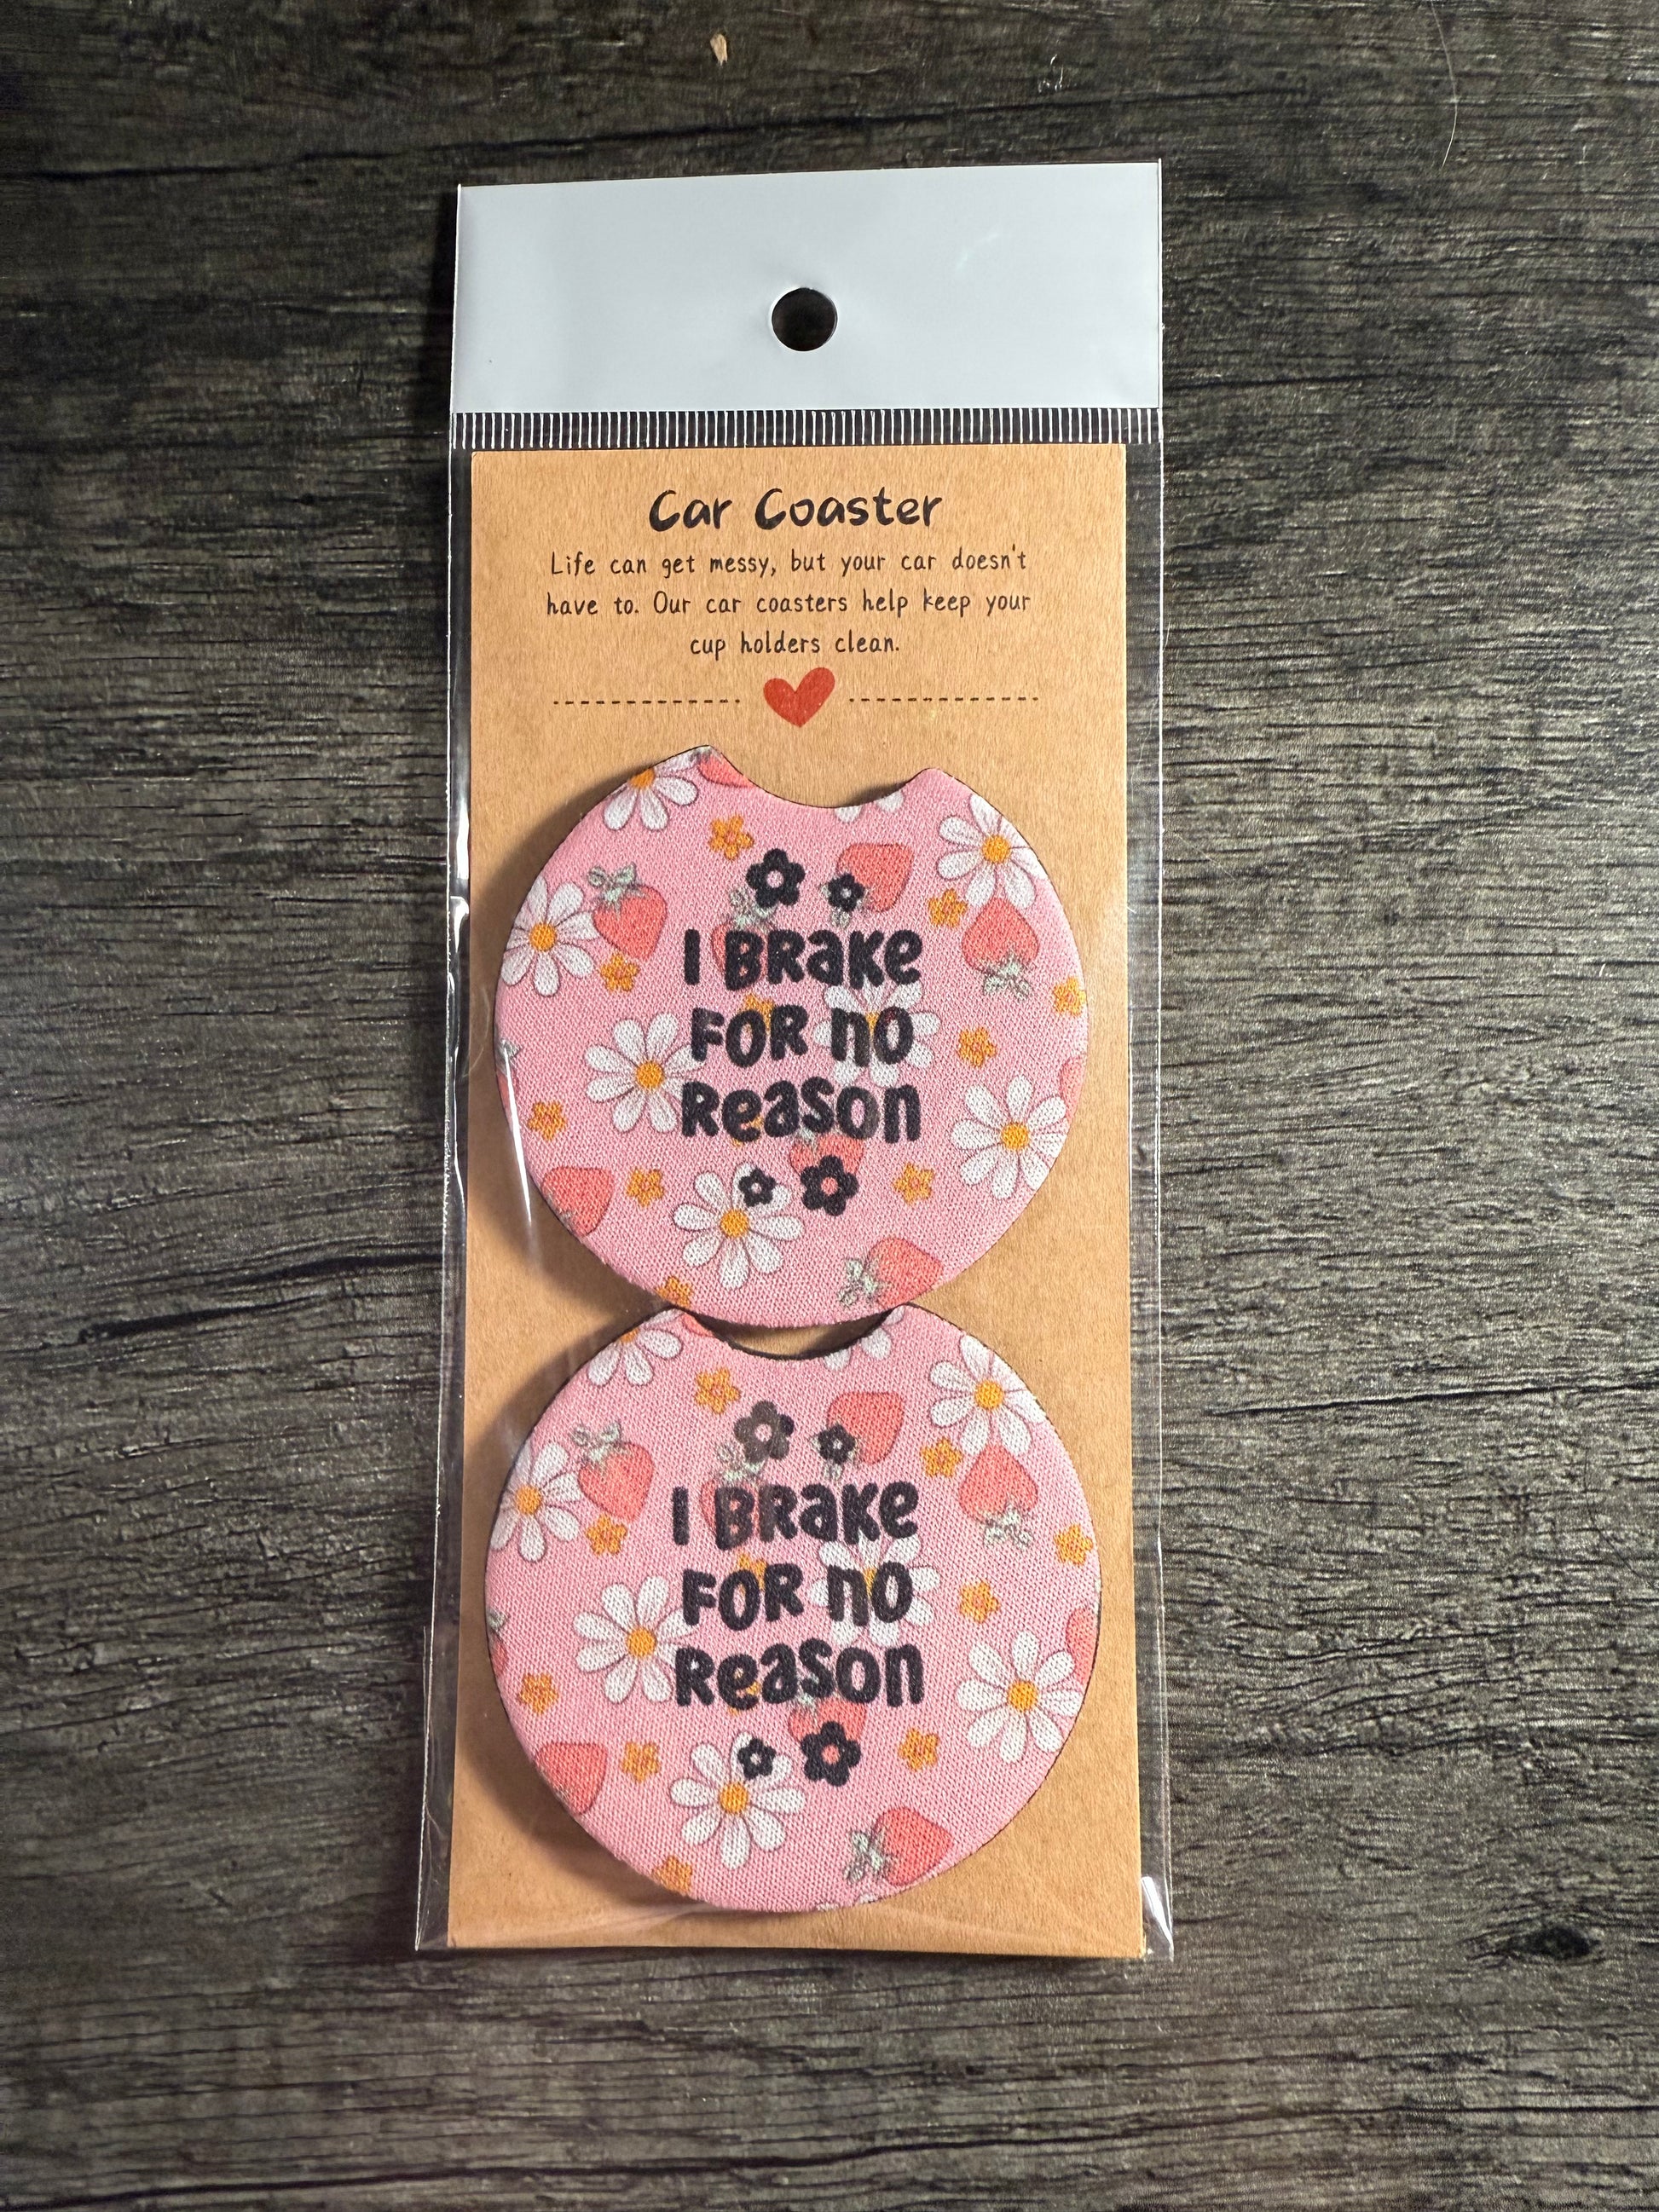 Car Coaster
Life can get messy, but your car doesn't
have to. Our car coasters help keep your
cup holders clean.
I BRaKe
FOR nO
Reason
I BRaKe
FOR nO
Reason